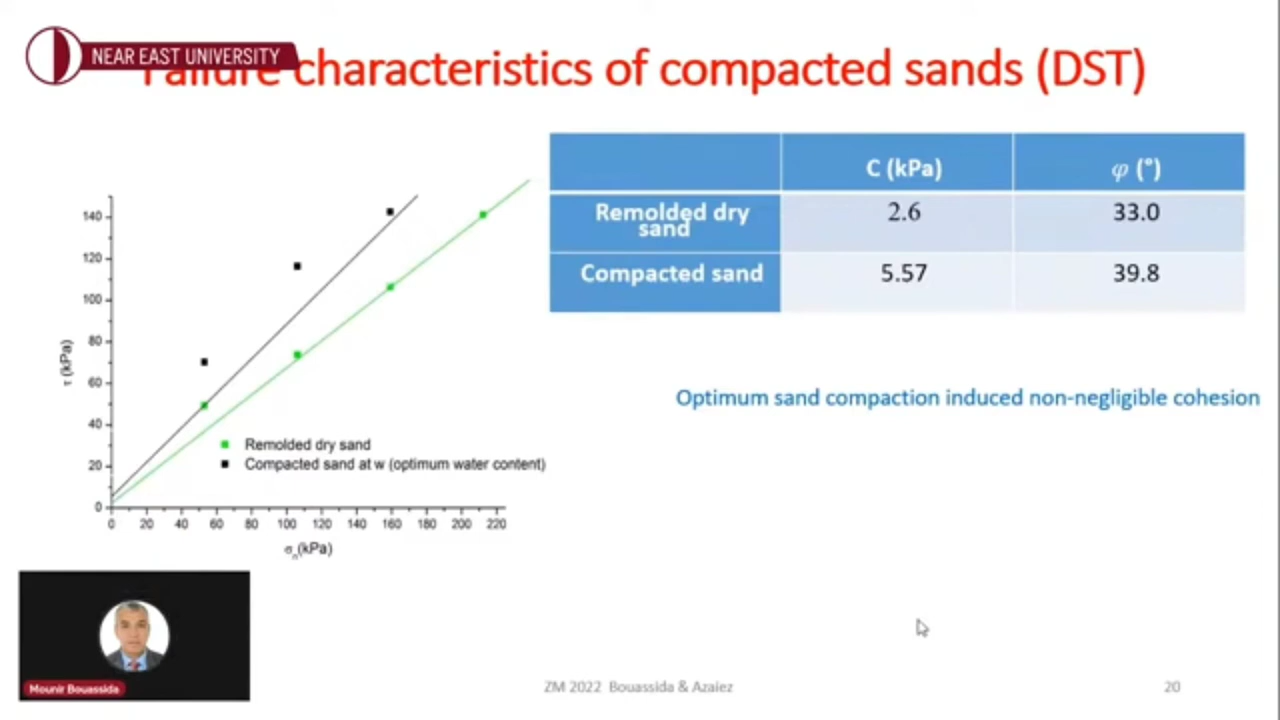 NEAR EAST UNIVERSITY
Failure characteristics of compacted sands (DST)
C (kPa)
φ (°)
Remolded dry
sand
2.6
33.0
Compacted sand
5.57
39.8
Optimum sand compaction induced non-negligible cohesion
τ (kPa)
140
120
100
80
60
40
20
0
0 20 40 60 80 100 120 140 160 180 200 220
σn(kPa)
Remolded dry sand
Compacted sand at w (optimum water content)
Mounir Bouassida
ZM 2022 Bouassida & Azaiez
20